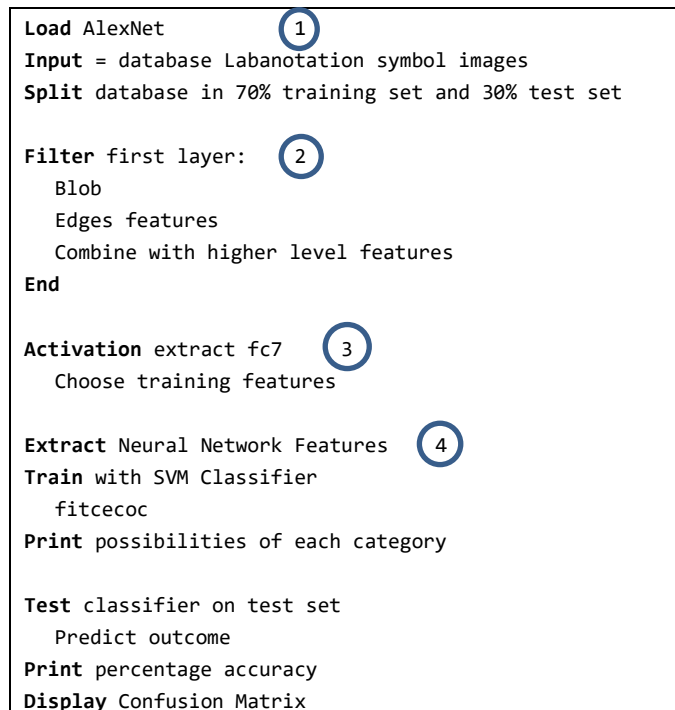 Load AlexNet 1
Input = database Labanotation symbol images
Split database in 70% training set and 30% test set
Filter first layer: 2
Blob
Edges features
Combine with higher level features
End
Activation extract fc7 3
Choose training features
Extract Neural Network Features 4
Train with SVM Classifier
fitcecoc
Print possibilities of each category
Test classifier on test set
Predict outcome
Print percentage accuracy
Display Confusion Matrix